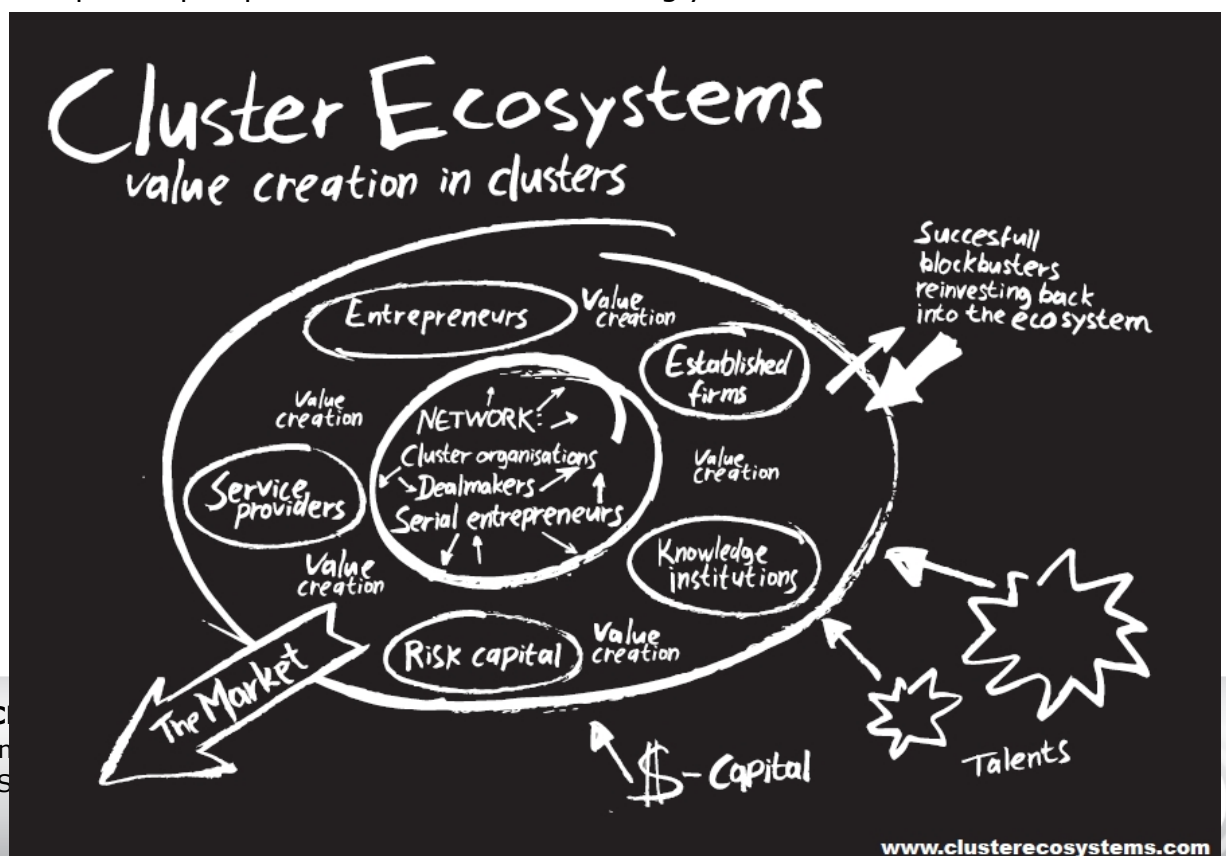 Cluster Ecosystems
value creation in clusters
Succesfull
blockbusters
reinvesting back
into the ecosystem
Entrepreneurs
Value
creation
Established
firms
Value
creation
NETWORK:
Cluster organisations
Dealmakers
Serial entrepreneurs
Value
creation
Service
providers
Knowledge
institutions
Value
creation
Risk capital
Value
creation
The Market
$-Capital
Talents
www.clusterecosystems.com